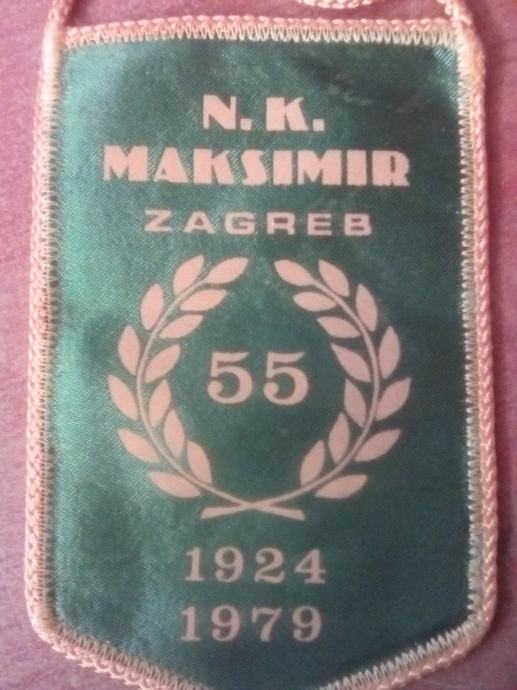 N. K.
MAKSIMIR
ZAGREB
55
1924
1979